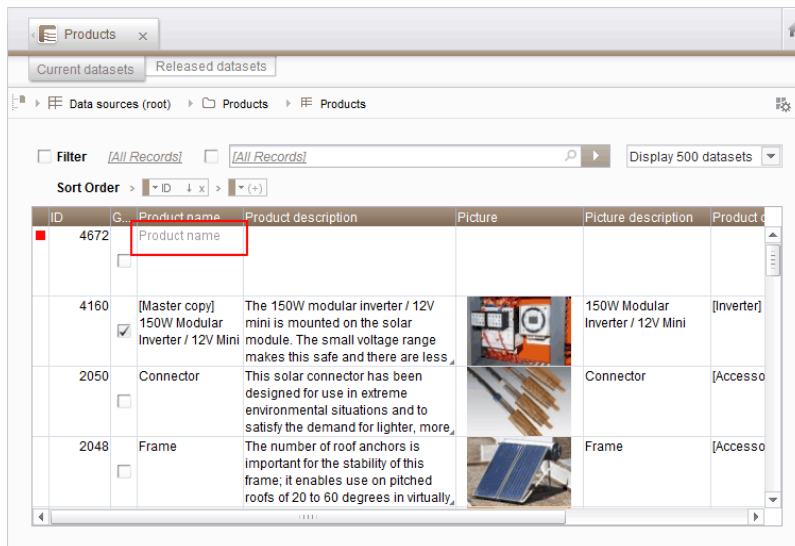 Products x
Current datasets Released datasets
Data sources (root) Products Products
Filter [All Records] [All Records] Display 500 datasets
Sort Order > ID ↓ x > (+)
ID G... Product name Product description Picture Picture description Product
4672 Product name
4160 [Master copy] The 150W modular inverter / 12V 150W Modular [Inverter]
150W Modular mini is mounted on the solar Inverter / 12V Mini
Inverter / 12V Mini module. The small voltage range
makes this safe and there are less
2050 Connector This solar connector has been Connector [Accesso
designed for use in extreme
environmental situations and to
satisfy the demand for lighter, more
2048 Frame The number of roof anchors is Frame [Accesso
important for the stability of this
frame; it enables use on pitched
roofs of 20 to 60 degrees in virtually